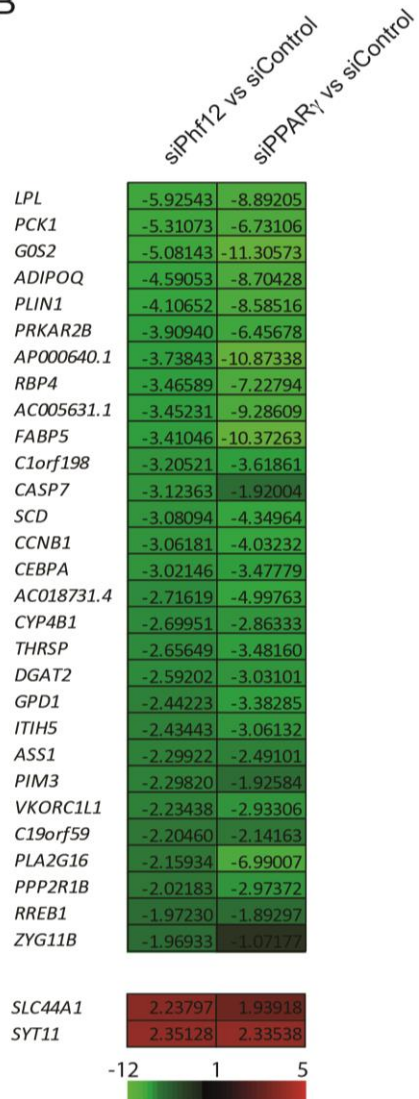 B
siPhf12 vs siControl
siPPARγ vs siControl
LPL -5.92543 -8.89205
PCK1 -5.31073 -6.73106
G0S2 -5.08143 -11.30573
ADIPOQ -4.59053 -8.70428
PLIN1 -4.10652 -8.58516
PRKAR2B -3.90940 -6.45678
AP000640.1 -3.73843 -10.87338
RBP4 -3.46589 -7.22794
AC005631.1 -3.45231 -9.28609
FABP5 -3.41046 -10.37263
C1orf198 -3.20521 -3.61861
CASP7 -3.12363 -1.92004
SCD -3.08094 -4.34964
CCNB1 -3.06181 -4.03232
CEBPA -3.02146 -3.47779
AC018731.4 -2.71619 -4.99763
CYP4B1 -2.69951 -2.86333
THRSP -2.65649 -3.48160
DGAT2 -2.59202 -3.03101
GPD1 -2.44223 -3.38285
ITIH5 -2.43443 -3.06132
ASS1 -2.29922 -2.49101
PIM3 -2.29820 -1.92584
VKORC1L1 -2.23438 -2.93306
C19orf59 -2.20460 -2.14163
PLA2G16 -2.15934 -6.99007
PPP2R1B -2.02183 -2.97372
RREB1 -1.97230 -1.89297
ZYG11B -1.96933 -1.07177
SLC44A1 2.23797 1.93918
SYT11 2.35128 2.33538
-12 1 5